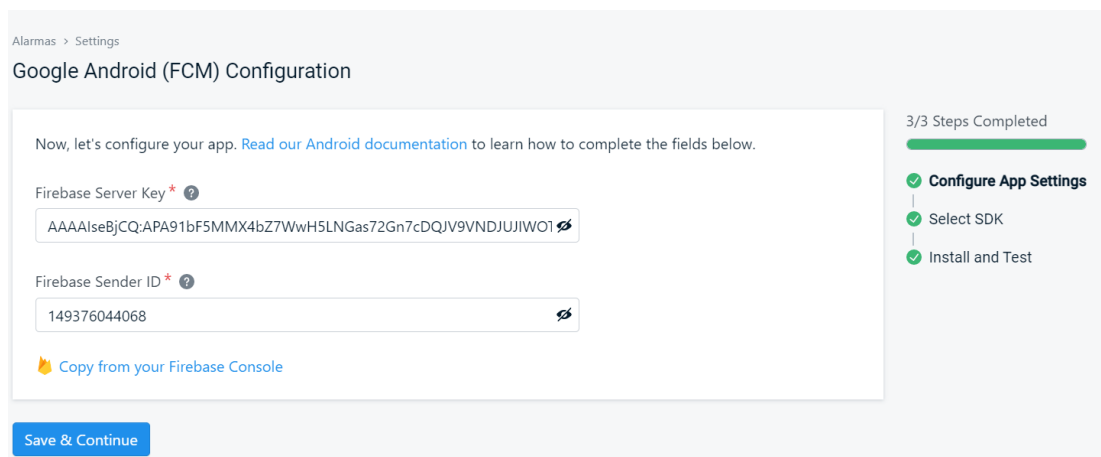 Alarmas > Settings
Google Android (FCM) Configuration
Now, let's configure your app. Read our Android documentation to learn how to complete the fields below.
Firebase Server Key * ?
AAAAIseBjCQ:APA91bF5MMX4bZ7WwH5LNGas72Gn7cDQJV9VNDJUJIWOT
Firebase Sender ID * ?
149376044068
Copy from your Firebase Console
Save & Continue
3/3 Steps Completed
Configure App Settings
Select SDK
Install and Test